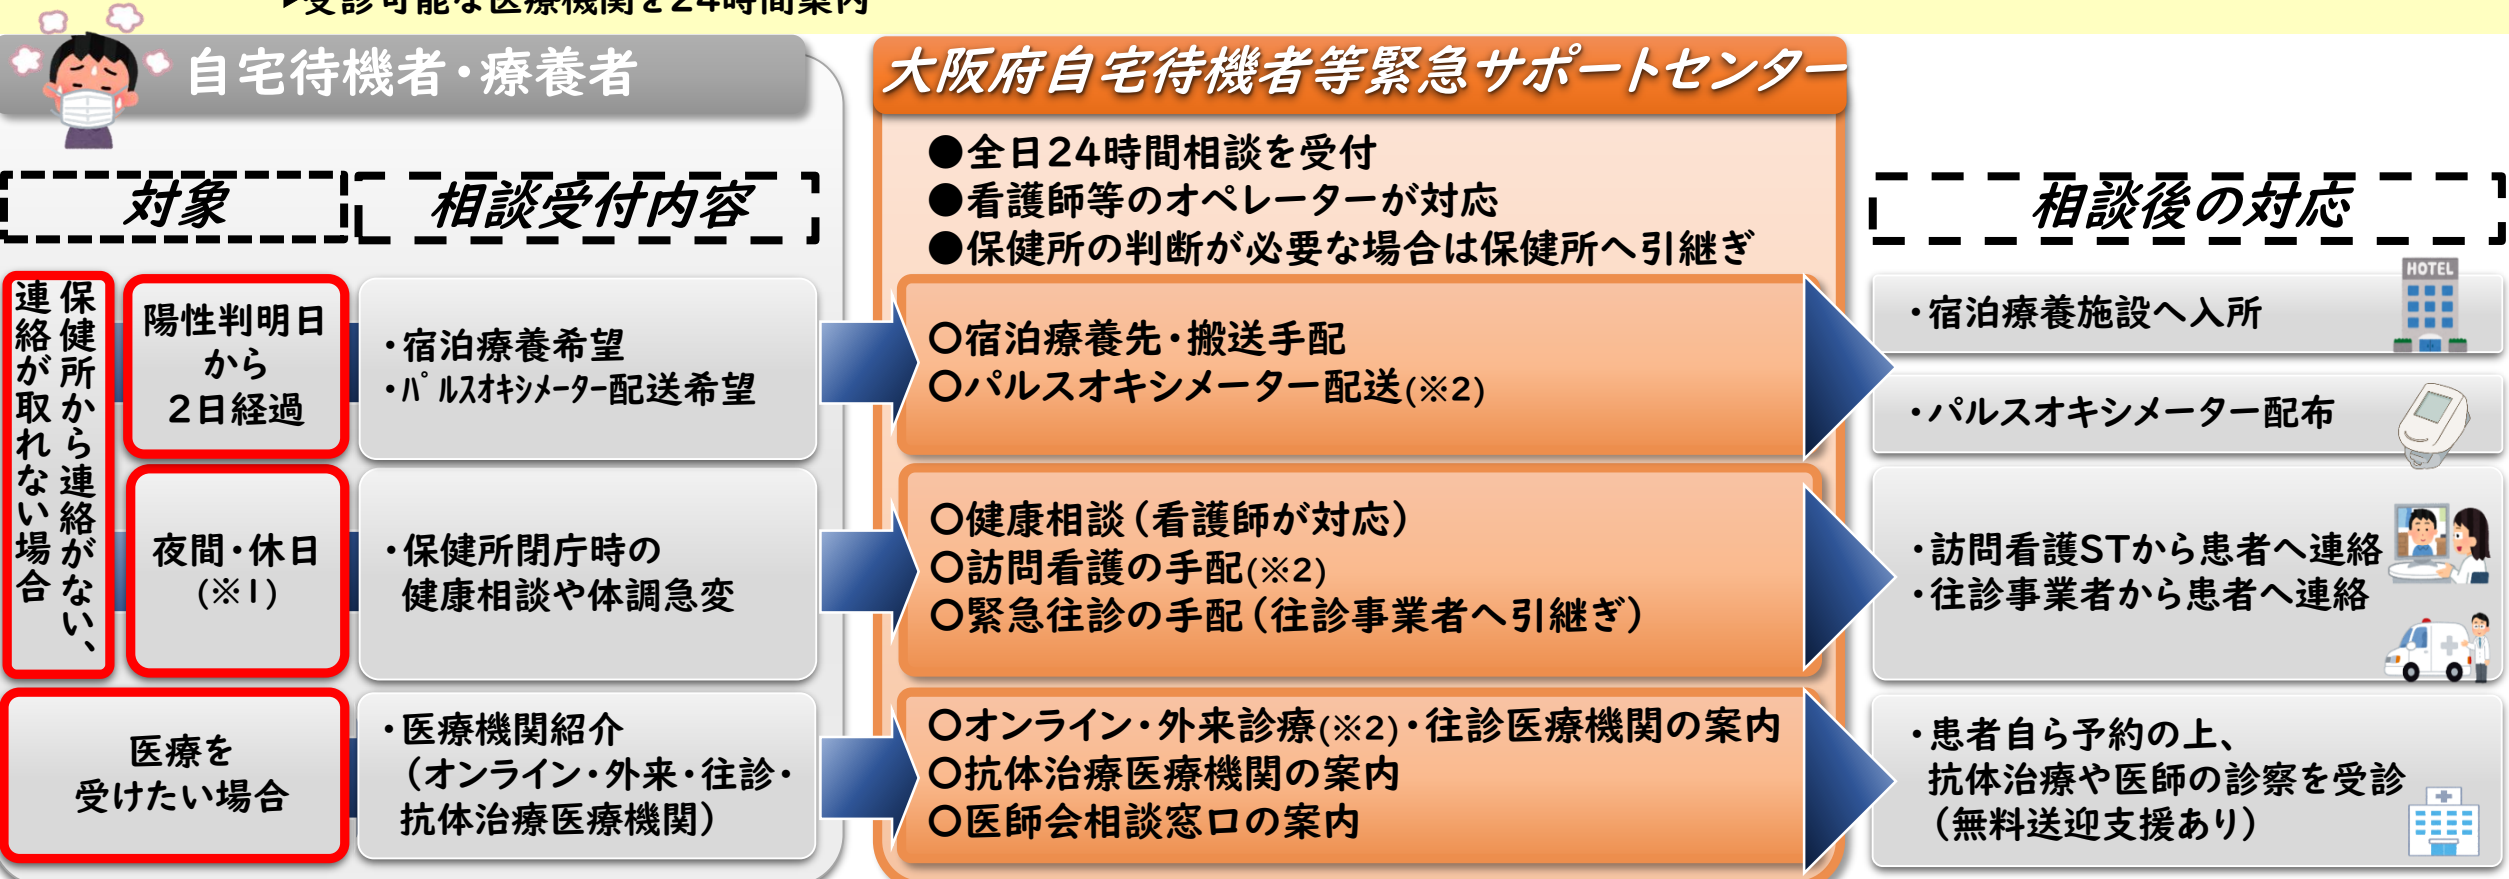 ▶受診可能な医療機関を24時間案内
自宅待機者・療養者
大阪府自宅待機者等緊急サポートセンター
●全日24時間相談を受付
●看護師等のオペレーターが対応
●保健所の判断が必要な場合は保健所へ引継ぎ
対象
相談受付内容
相談後の対応
保健所から連絡がない、
連絡が取れない場合
陽性判明日
から
2日経過
・宿泊療養希望
・パルスオキシメーター配送希望
〇宿泊療養先・搬送手配
〇パルスオキシメーター配送(※2)
HOTEL
・宿泊療養施設へ入所
・パルスオキシメーター配布
夜間・休日
(※1)
・保健所閉庁時の
健康相談や体調急変
〇健康相談(看護師が対応)
〇訪問看護の手配(※2)
〇緊急往診の手配(往診事業者へ引継ぎ)
・訪問看護STから患者へ連絡
・往診事業者から患者へ連絡
医療を
受けたい場合
・医療機関紹介
(オンライン・外来・往診・
抗体治療医療機関)
〇オンライン・外来診療(※2)・往診医療機関の案内
〇抗体治療医療機関の案内
〇医師会相談窓口の案内
・患者自ら予約の上、
抗体治療や医師の診察を受診
(無料送迎支援あり)